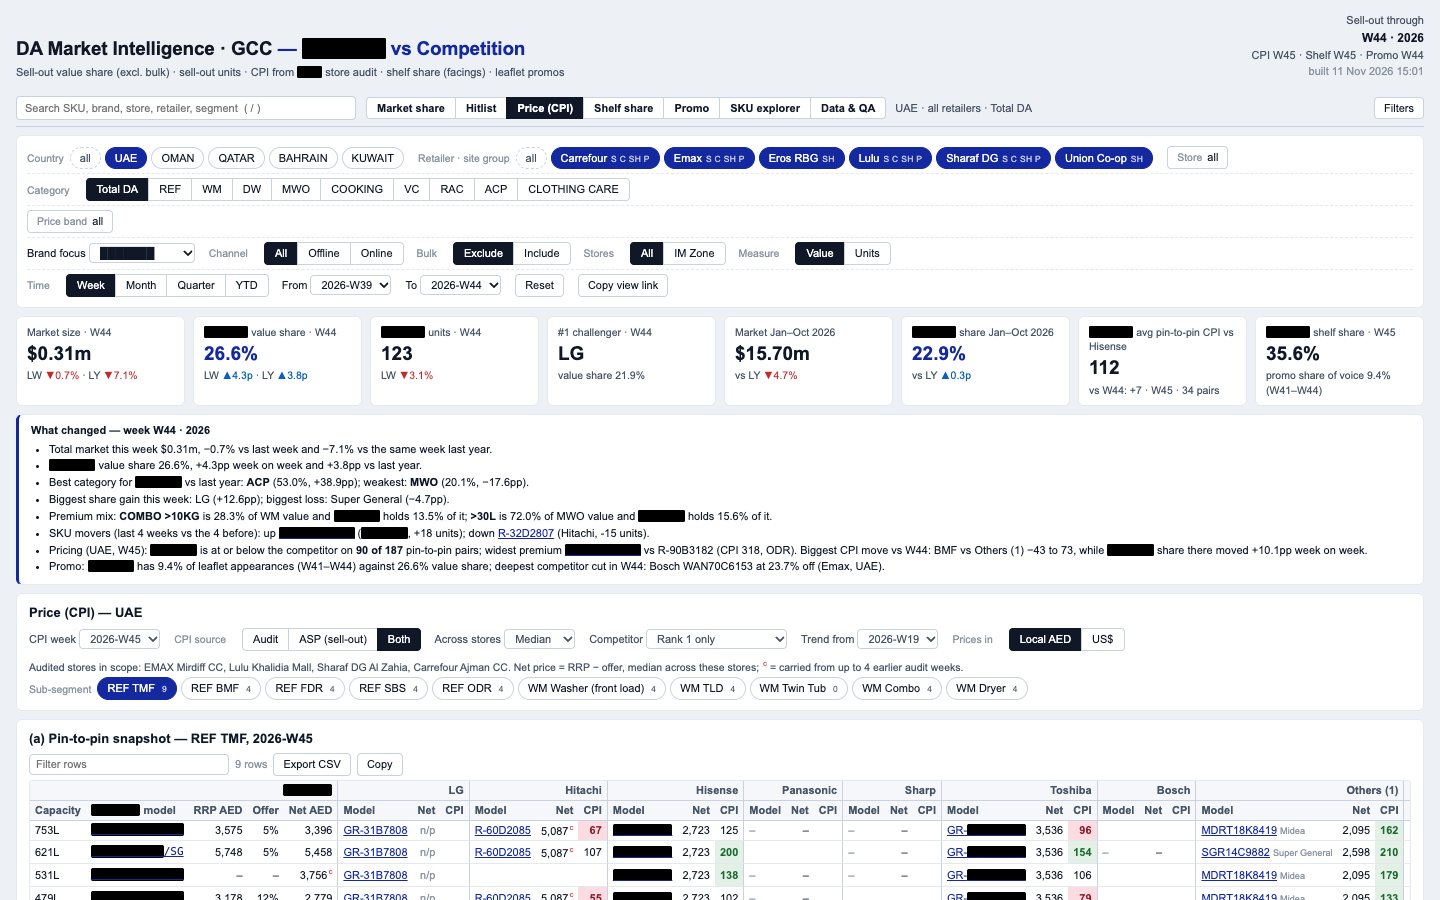 Sell-out through
DA Market Intelligence · GCC — vs Competition
W44 · 2026
CPI W45 · Shelf W45 · Promo W44
Sell-out value share (excl. bulk) · sell-out units · CPI from store audit · shelf share (facings) · leaflet promos
built 11 Nov 2026 15:01
Search SKU, brand, store, retailer, segment ( / ) Market share Hitlist Price (CPI) Shelf share Promo SKU explorer Data & QA UAE · all retailers · Total DA Filters
Country all UAE OMAN QATAR BAHRAIN KUWAIT Retailer · site group all Carrefour S C SH P Emax S C SH P Eros RBG SH Lulu S C SH P Sharaf DG S C SH P Union Co-op SH Store all
Category Total DA REF WM DW MWO COOKING VC RAC ACP CLOTHING CARE
Price band all
Brand focus Channel All Offline Online Bulk Exclude Include Stores All IM Zone Measure Value Units
Time Week Month Quarter YTD From 2026-W39 To 2026-W44 Reset Copy view link
Market size · W44
$0.31m
LW ▼0.7% · LY ▼7.1%
value share · W44
26.6%
LW ▲4.3p · LY ▲3.8p
units · W44
123
LW ▼3.1%
#1 challenger · W44
LG
value share 21.9%
Market Jan–Oct 2026
$15.70m
vs LY ▼4.7%
share Jan–Oct 2026
22.9%
vs LY ▲0.3p
avg pin-to-pin CPI vs
Hisense
112
vs W44: +7 · W45 · 34 pairs
shelf share · W45
35.6%
promo share of voice 9.4%
(W41–W44)
What changed — week W44 · 2026
• Total market this week $0.31m, −0.7% vs last week and −7.1% vs the same week last year.
• value share 26.6%, +4.3pp week on week and +3.8pp vs last year.
• Best category for vs last year: ACP (53.0%, +38.9pp); weakest: MWO (20.1%, −17.6pp).
• Biggest share gain this week: LG (+12.6pp); biggest loss: Super General (−4.7pp).
• Premium mix: COMBO >10KG is 28.3% of WM value and holds 13.5% of it; >30L is 72.0% of MWO value and holds 15.6% of it.
• SKU movers (last 4 weeks vs the 4 before): up ( , +18 units); down R-32D2807 (Hitachi, -15 units).
• Pricing (UAE, W45): is at or below the competitor on 90 of 187 pin-to-pin pairs; widest premium vs R-90B3182 (CPI 318, ODR). Biggest CPI move vs W44: BMF vs Others (1) −43 to 73, while share there moved +10.1pp week on week.
• Promo: has 9.4% of leaflet appearances (W41–W44) against 26.6% value share; deepest competitor cut in W44: Bosch WAN70C6153 at 23.7% off (Emax, UAE).
Price (CPI) — UAE
CPI week 2026-W45 CPI source Audit ASP (sell-out) Both Across stores Median Competitor Rank 1 only Trend from 2026-W19 Prices in Local AED US$
Audited stores in scope: EMAX Mirdiff CC, Lulu Khalidia Mall, Sharaf DG Al Zahia, Carrefour Ajman CC. Net price = RRP − offer, median across these stores; c = carried from up to 4 earlier audit weeks.
Sub-segment REF TMF 9 REF BMF 4 REF FDR 4 REF SBS 4 REF ODR 4 WM Washer (front load) 4 WM TLD 4 WM Twin Tub 0 WM Combo 4 WM Dryer 4
(a) Pin-to-pin snapshot — REF TMF, 2026-W45
Filter rows 9 rows Export CSV Copy
LG Hitachi Hisense Panasonic Sharp Toshiba Bosch Others (1)
Capacity model RRP AED Offer Net AED Model Net CPI Model Net CPI Model Net CPI Model Net CPI Model Net CPI Model Net CPI Model Net CPI Model Net CPI
753L 3,575 5% 3,396 GR-31B7808 n/p R-60D2085 5,087 c 67 2,723 125 – – – – GR- 3,536 96 MDRT18K8419 Midea 2,095 162
621L /SG 5,748 5% 5,458 GR-31B7808 n/p R-60D2085 5,087 c 107 2,723 200 – – – – GR- 3,536 154 – – SGR14C9882 Super General 2,598 210
531L – – 3,756 c GR-31B7808 n/p 2,723 138 – – – – GR- 3,536 106 MDRT18K8419 Midea 2,095 179
479L 3,178 12% 2,779 GR-31B7808 n/p R-60D2085 5,087 c 55 2,723 102 – – – – GR- 3,536 79 MDRT18K8419 Midea 2,095 133